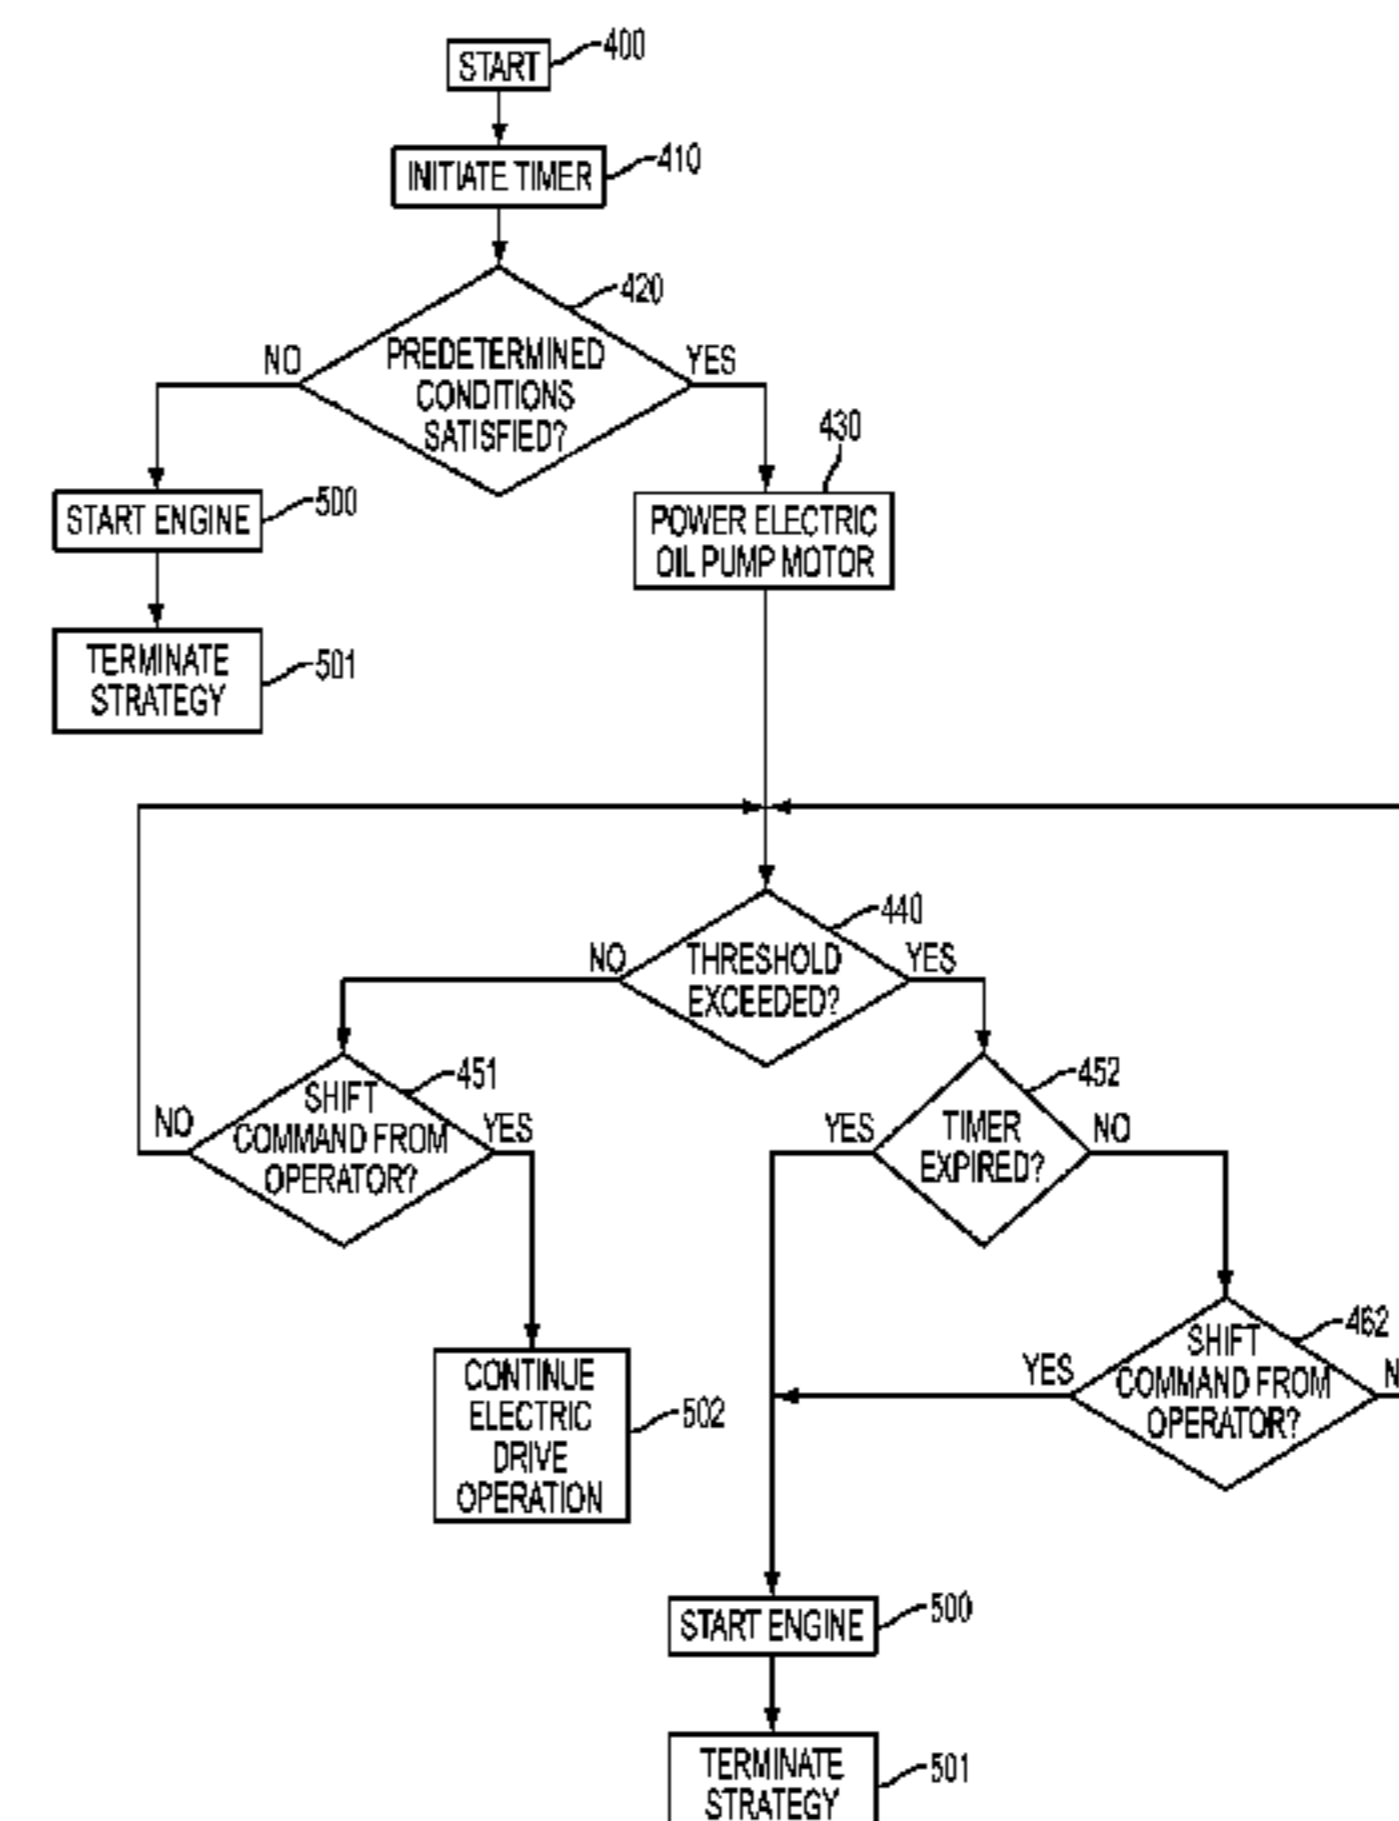 START
400
INITIATE TIMER
410
420
NO
PREDETERMINED
CONDITIONS
SATISFIED?
YES
430
START ENGINE
500
POWER ELECTRIC
OIL PUMP MOTOR
TERMINATE
STRATEGY
501
440
NO
THRESHOLD
EXCEEDED?
YES
451
NO
SHIFT
COMMAND FROM
OPERATOR?
YES
452
YES
TIMER
EXPIRED?
NO
462
YES
SHIFT
COMMAND FROM
OPERATOR?
N
CONTINUE
ELECTRIC
DRIVE
OPERATION
502
START ENGINE
500
TERMINATE
STRATEGY
501